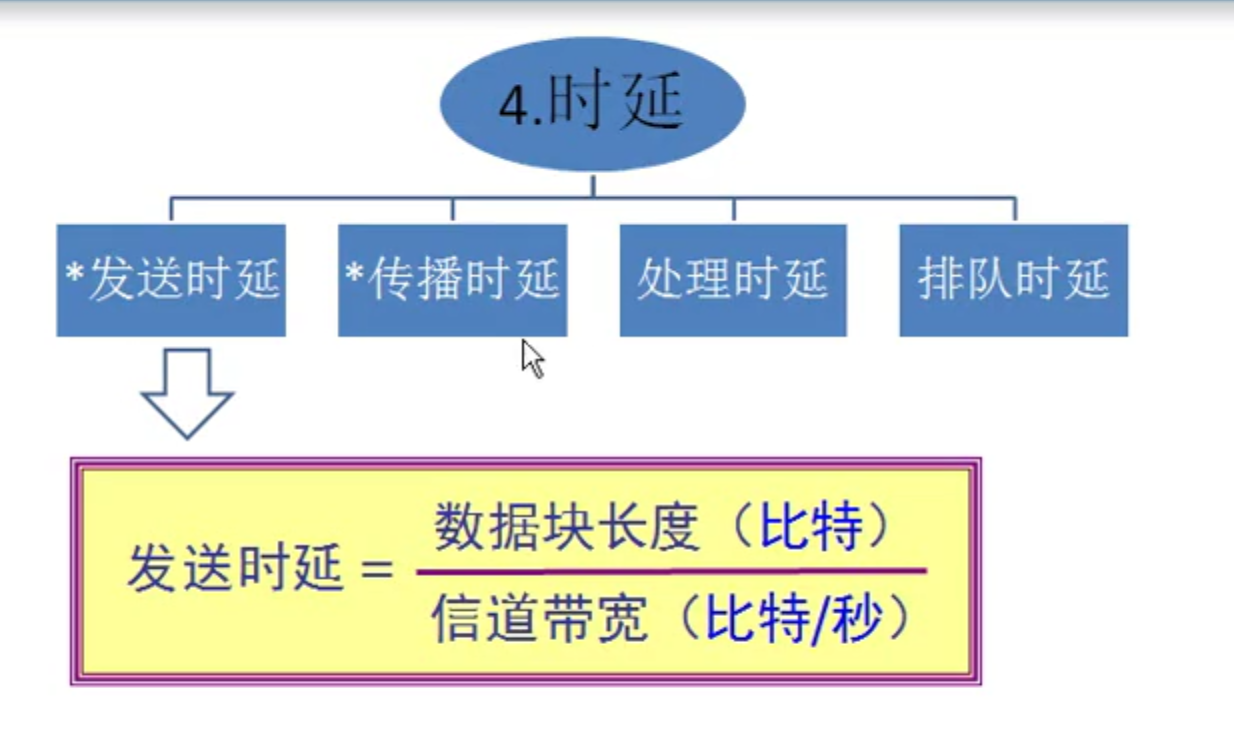 4.时延
*发送时延
*传播时延
处理时延
排队时延
数据块长度（比特）
发送时延 =
信道带宽（比特/秒）